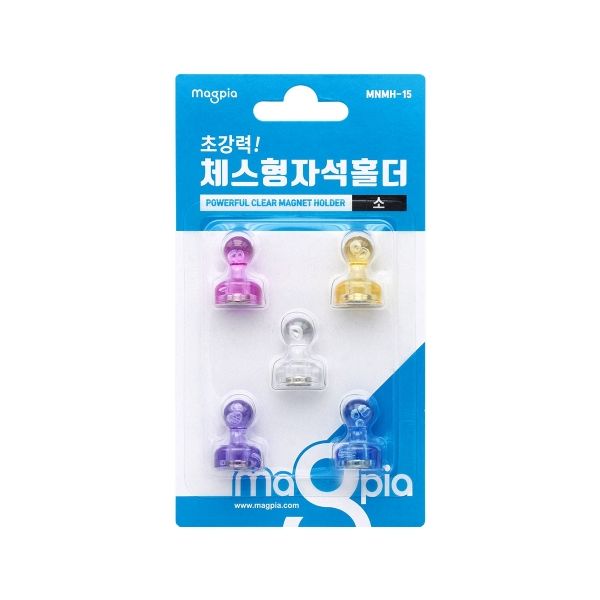 magpia
MNMH-15
초강력!
체스형자석홀더
POWERFUL CLEAR MAGNET HOLDER
소
magpia
www.magpia.com